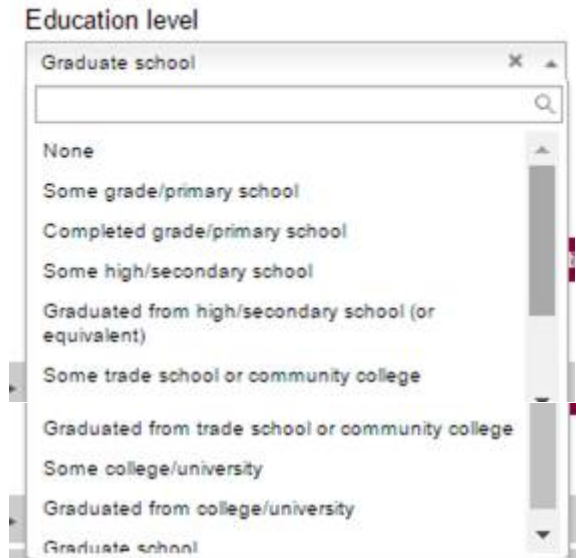 Education level
Graduate school
None
Some grade/primary school
Completed grade/primary school
Some high/secondary school
Graduated from high/secondary school (or
equivalent)
Some trade school or community college
Graduated from trade school or community college
Some college/university
Graduated from college/university
Graduate school